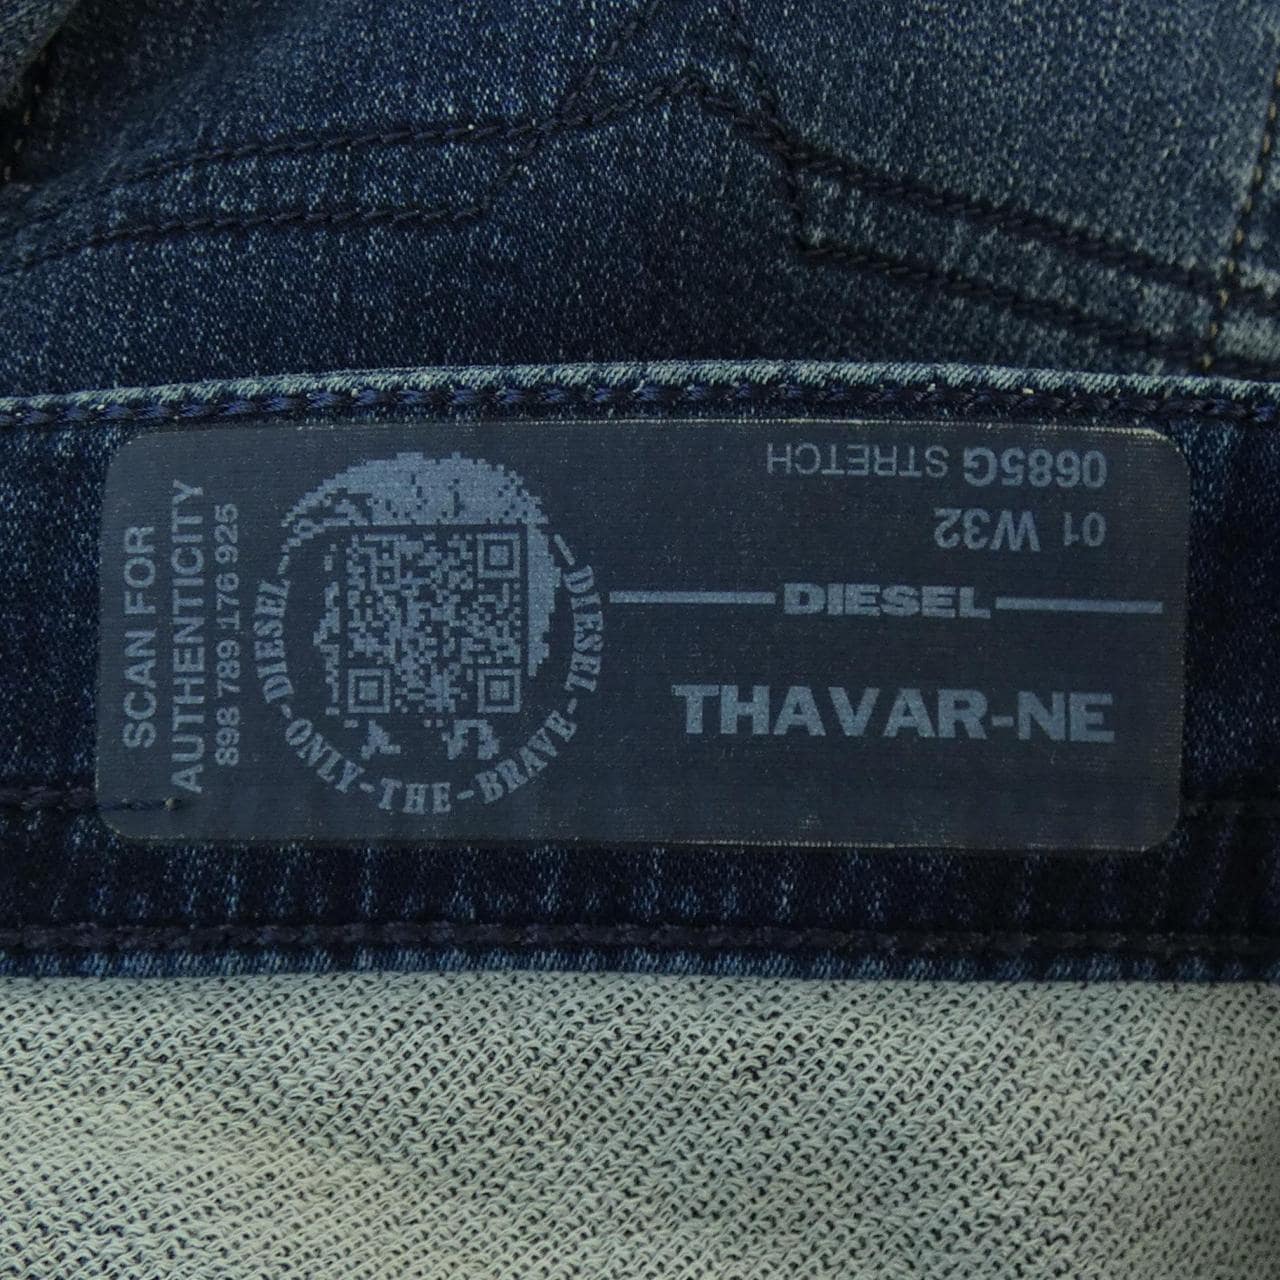 SCAN FOR
AUTHENTICITY
898 789 176 925
DIESEL-ONLY-THE-BRAVE-DIESEL
0685G STRETCH
01 W32
DIESEL
THAVAR-NE